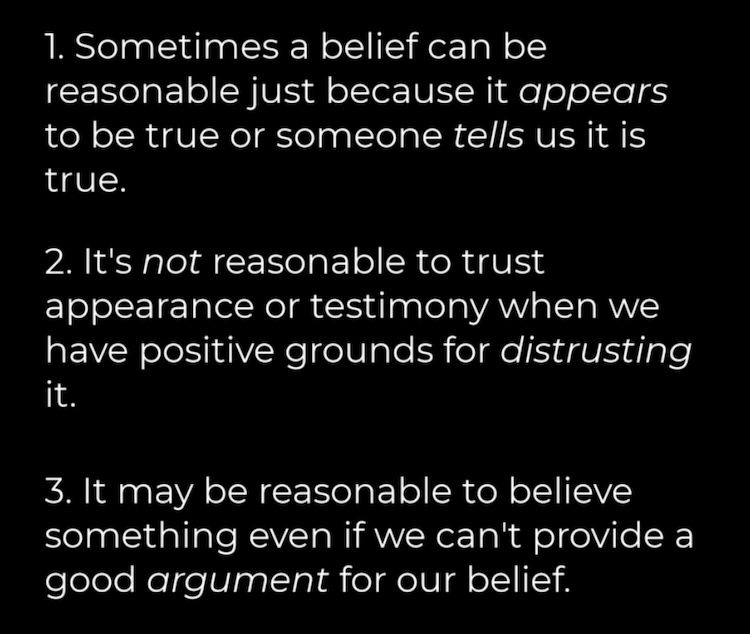 1. Sometimes a belief can be
reasonable just because it appears
to be true or someone tells us it is
true.
2. It's not reasonable to trust
appearance or testimony when we
have positive grounds for distrusting
it.
3. It may be reasonable to believe
something even if we can't provide a
good argument for our belief.